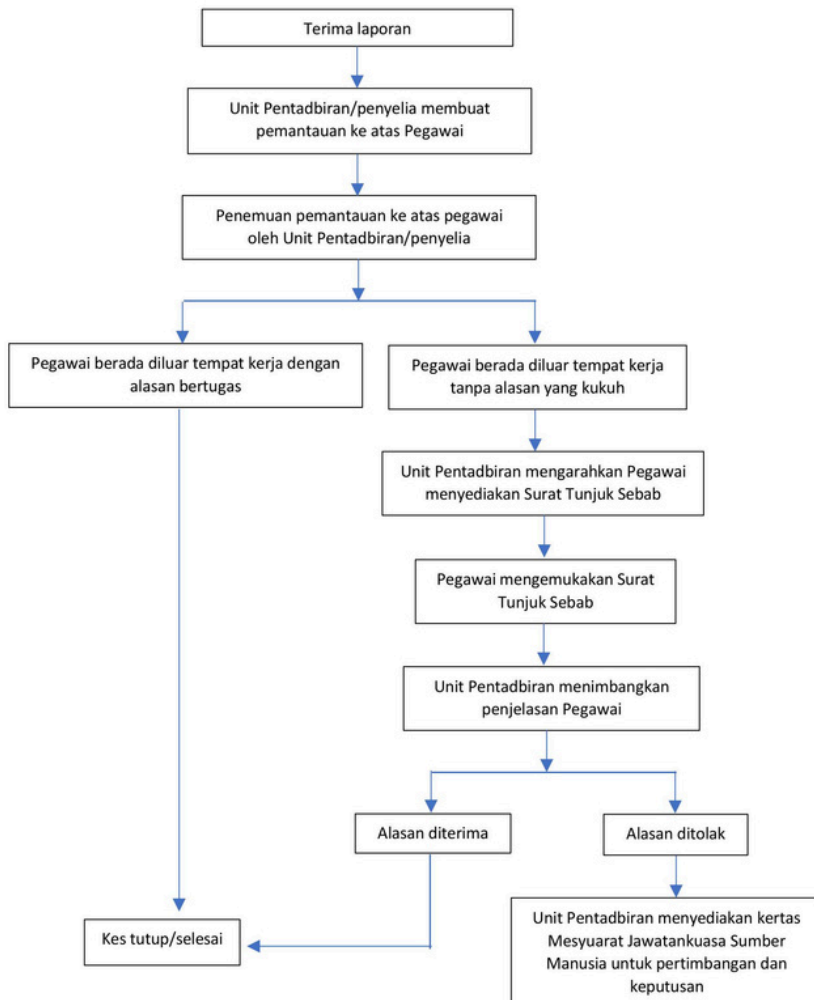 Terima laporan
Unit Pentadbiran/penyelia membuat
pemantauan ke atas Pegawai
Penemuan pemantauan ke atas pegawai
oleh Unit Pentadbiran/penyelia
Pegawai berada diluar tempat kerja dengan
alasan bertugas
Pegawai berada diluar tempat kerja
tanpa alasan yang kukuh
Unit Pentadbiran mengarahkan Pegawai
menyediakan Surat Tunjuk Sebab
Pegawai mengemukakan Surat
Tunjuk Sebab
Unit Pentadbiran menimbangkan
penjelasan Pegawai
Alasan diterima
Alasan ditolak
Kes tutup/selesai
Unit Pentadbiran menyediakan kertas
Mesyuarat Jawatankuasa Sumber
Manusia untuk pertimbangan dan
keputusan